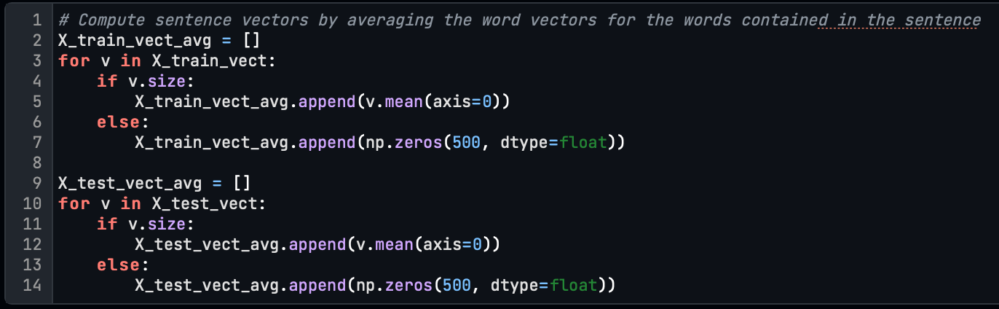 1 # Compute sentence vectors by averaging the word vectors for the words contained in the sentence
2 X_train_vect_avg = []
3 for v in X_train_vect:
4     if v.size:
5         X_train_vect_avg.append(v.mean(axis=0))
6     else:
7         X_train_vect_avg.append(np.zeros(500, dtype=float))
8
9 X_test_vect_avg = []
10 for v in X_test_vect:
11     if v.size:
12         X_test_vect_avg.append(v.mean(axis=0))
13     else:
14         X_test_vect_avg.append(np.zeros(500, dtype=float))